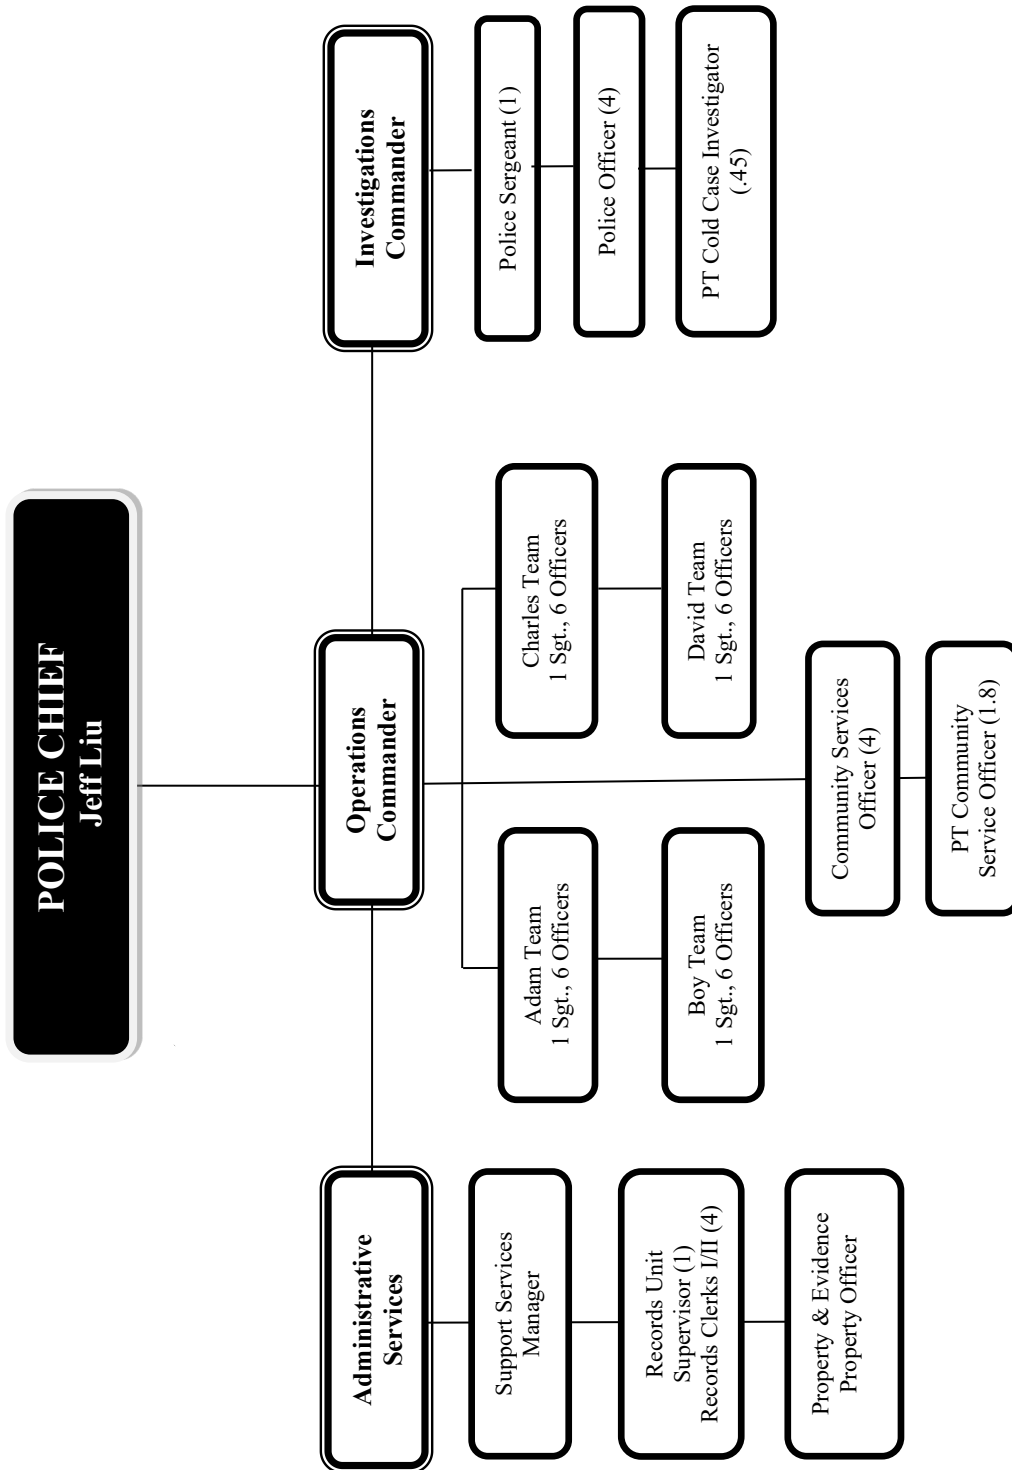 POLICE CHIEF
Jeff Liu
Administrative
Services
Support Services
Manager
Records Unit
Supervisor (1)
Records Clerks I/II (4)
Property & Evidence
Property Officer
Operations
Commander
Adam Team
1 Sgt., 6 Officers
Boy Team
1 Sgt., 6 Officers
Charles Team
1 Sgt., 6 Officers
David Team
1 Sgt., 6 Officers
Community Services
Officer (4)
PT Community
Service Officer (1.8)
Investigations
Commander
Police Sergeant (1)
Police Officer (4)
PT Cold Case Investigator
(.45)